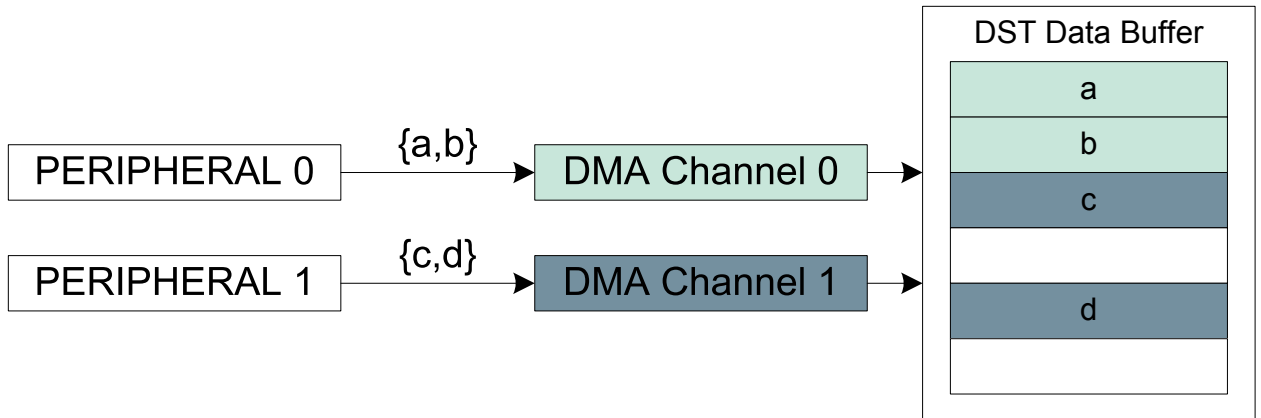 DST Data Buffer
a
{a,b}
b
PERIPHERAL 0
DMA Channel 0
c
{c,d}
PERIPHERAL 1
DMA Channel 1
d